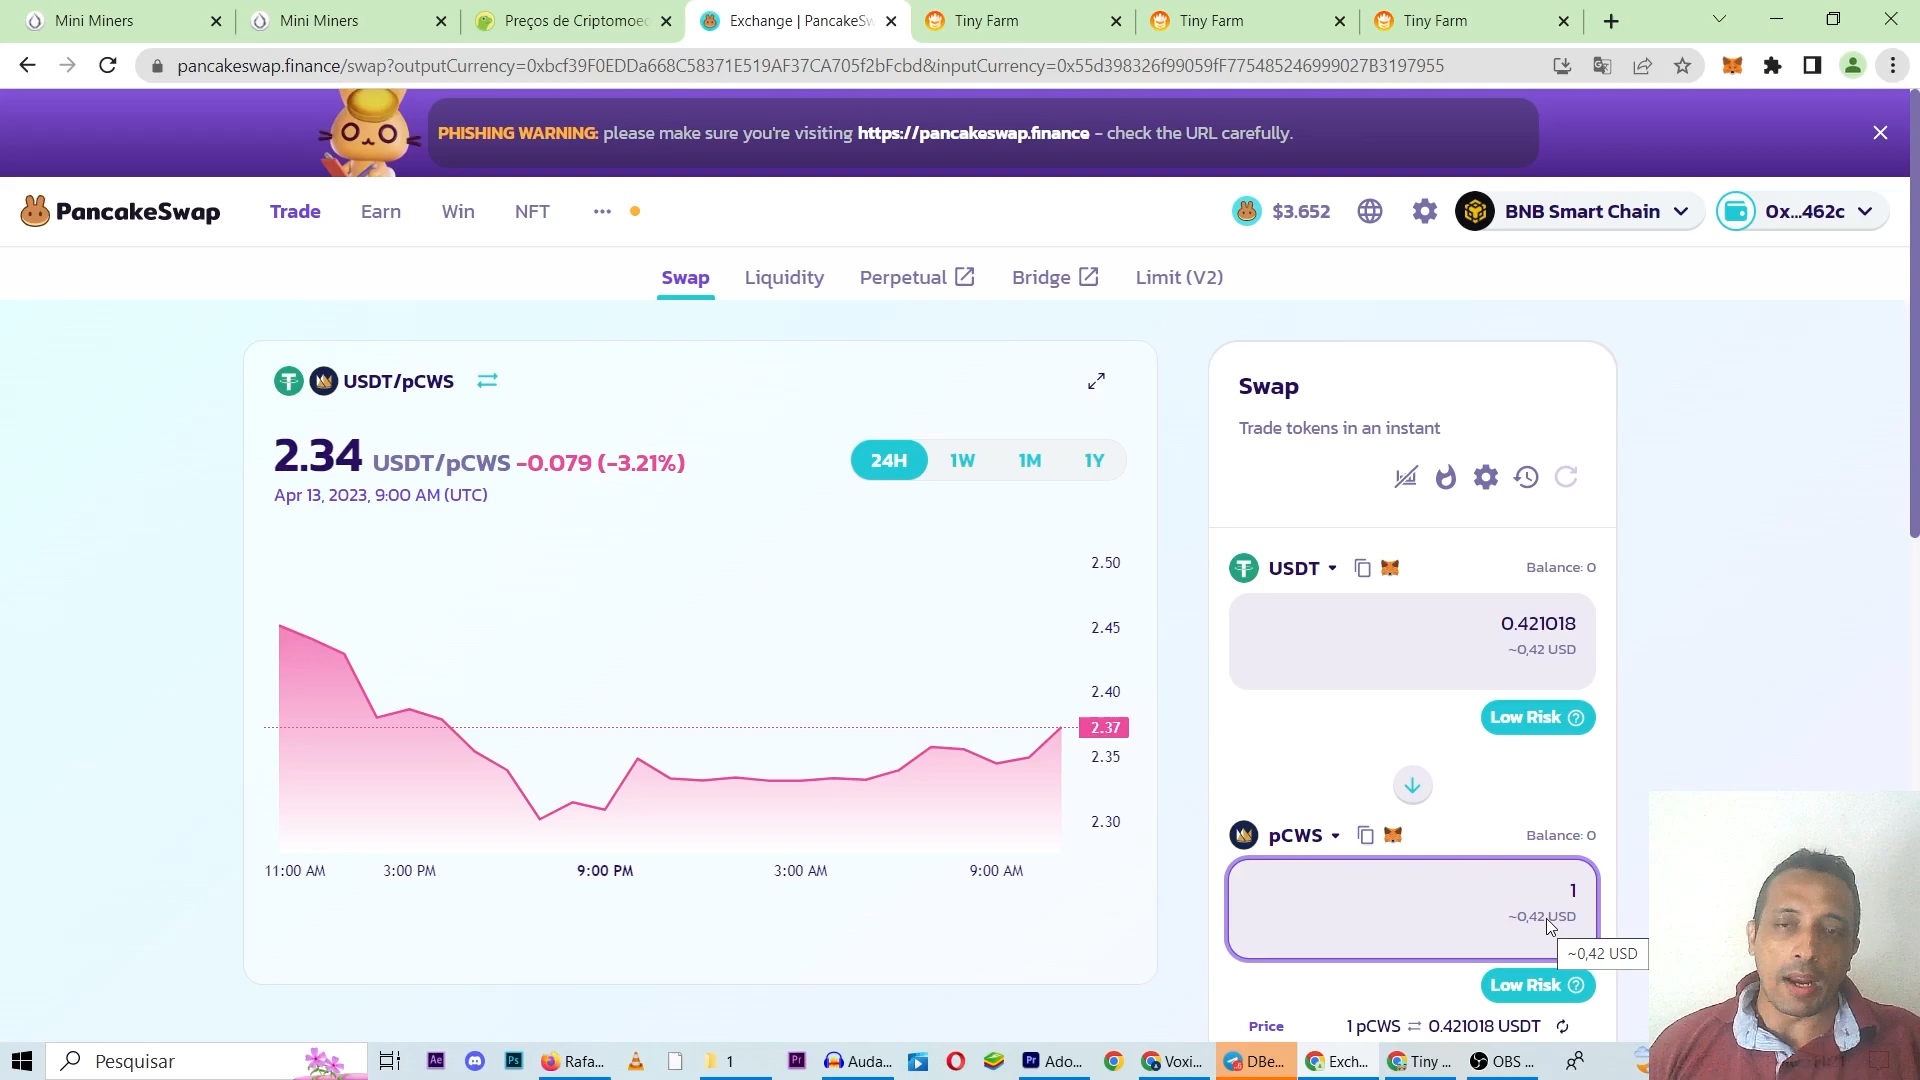 Mini Miners
Mini Miners
Preços de Criptomoec
Exchange | PancakeSw
Tiny Farm
Tiny Farm
Tiny Farm
pancakeswap.finance/swap?outputCurrency=0xbcf39F0EDDa668C58371E519AF37CA705f2bFcbd&inputCurrency=0x55d398326f99059fF775485246999027B3197955
PHISHING WARNING: please make sure you're visiting https://pancakeswap.finance - check the URL carefully.
PancakeSwap
Trade
Earn
Win
NFT
$3.652
BNB Smart Chain
0x...462c
Swap
Liquidity
Perpetual
Bridge
Limit (V2)
USDT/pCWS
2.34 USDT/pCWS -0.079 (-3.21%)
Apr 13, 2023, 9:00 AM (UTC)
24H
1W
1M
1Y
2.50
2.45
2.40
2.37
2.35
2.30
11:00 AM
3:00 PM
9:00 PM
3:00 AM
9:00 AM
Swap
Trade tokens in an instant
USDT
Balance: 0
0.421018
~0,42 USD
Low Risk
pCWS
Balance: 0
1
~0,42 USD
~0,42 USD
Low Risk
Price
1 pCWS
0.421018 USDT
Pesquisar
Rafa...
1
Auda...
Ado...
Voxi...
DBe...
Exch...
Tiny ...
OBS ...